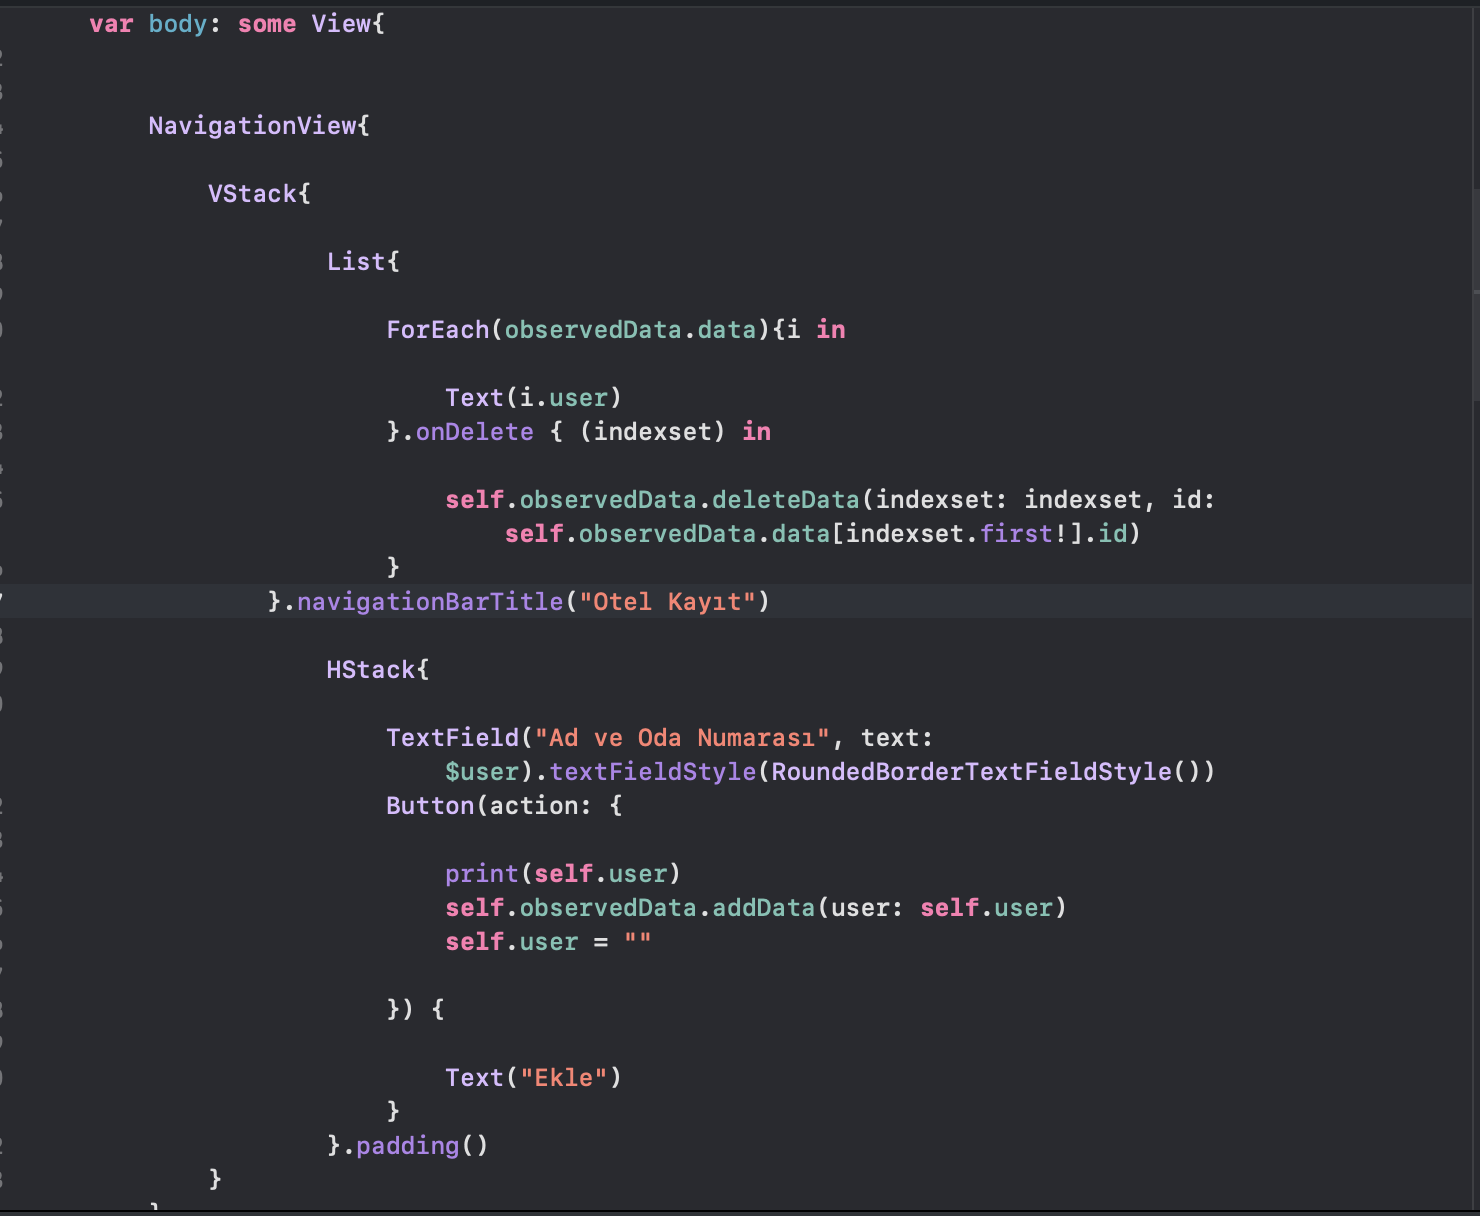 var body: some View{
NavigationView{
VStack{
List{
ForEach(observedData.data){i in
Text(i.user)
}.onDelete { (indexset) in
self.observedData.deleteData(indexset: indexset, id:
self.observedData.data[indexset.first!].id)
}
}.navigationBarTitle("Otel Kayıt")
HStack{
TextField("Ad ve Oda Numarası", text:
$user).textFieldStyle(RoundedBorderTextFieldStyle())
Button(action: {
print(self.user)
self.observedData.addData(user: self.user)
self.user = ""
}) {
Text("Ekle")
}
}.padding()
}